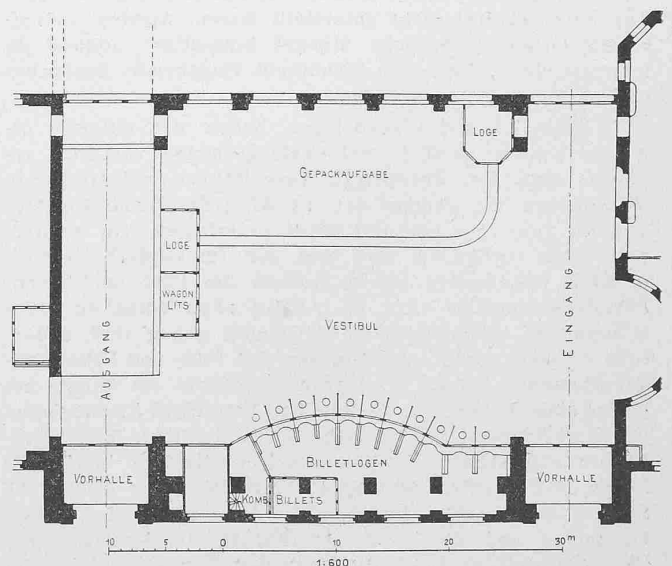 LOGE
GEPÄCKAUFGABE
LOGE
WAGON
LITS
VESTIBUL
AUSGANG
EINGANG
BILLETLOGEN
VORHALLE
KOMB. BILLETS
VORHALLE
10 5 0 10 20 30 m
1:600